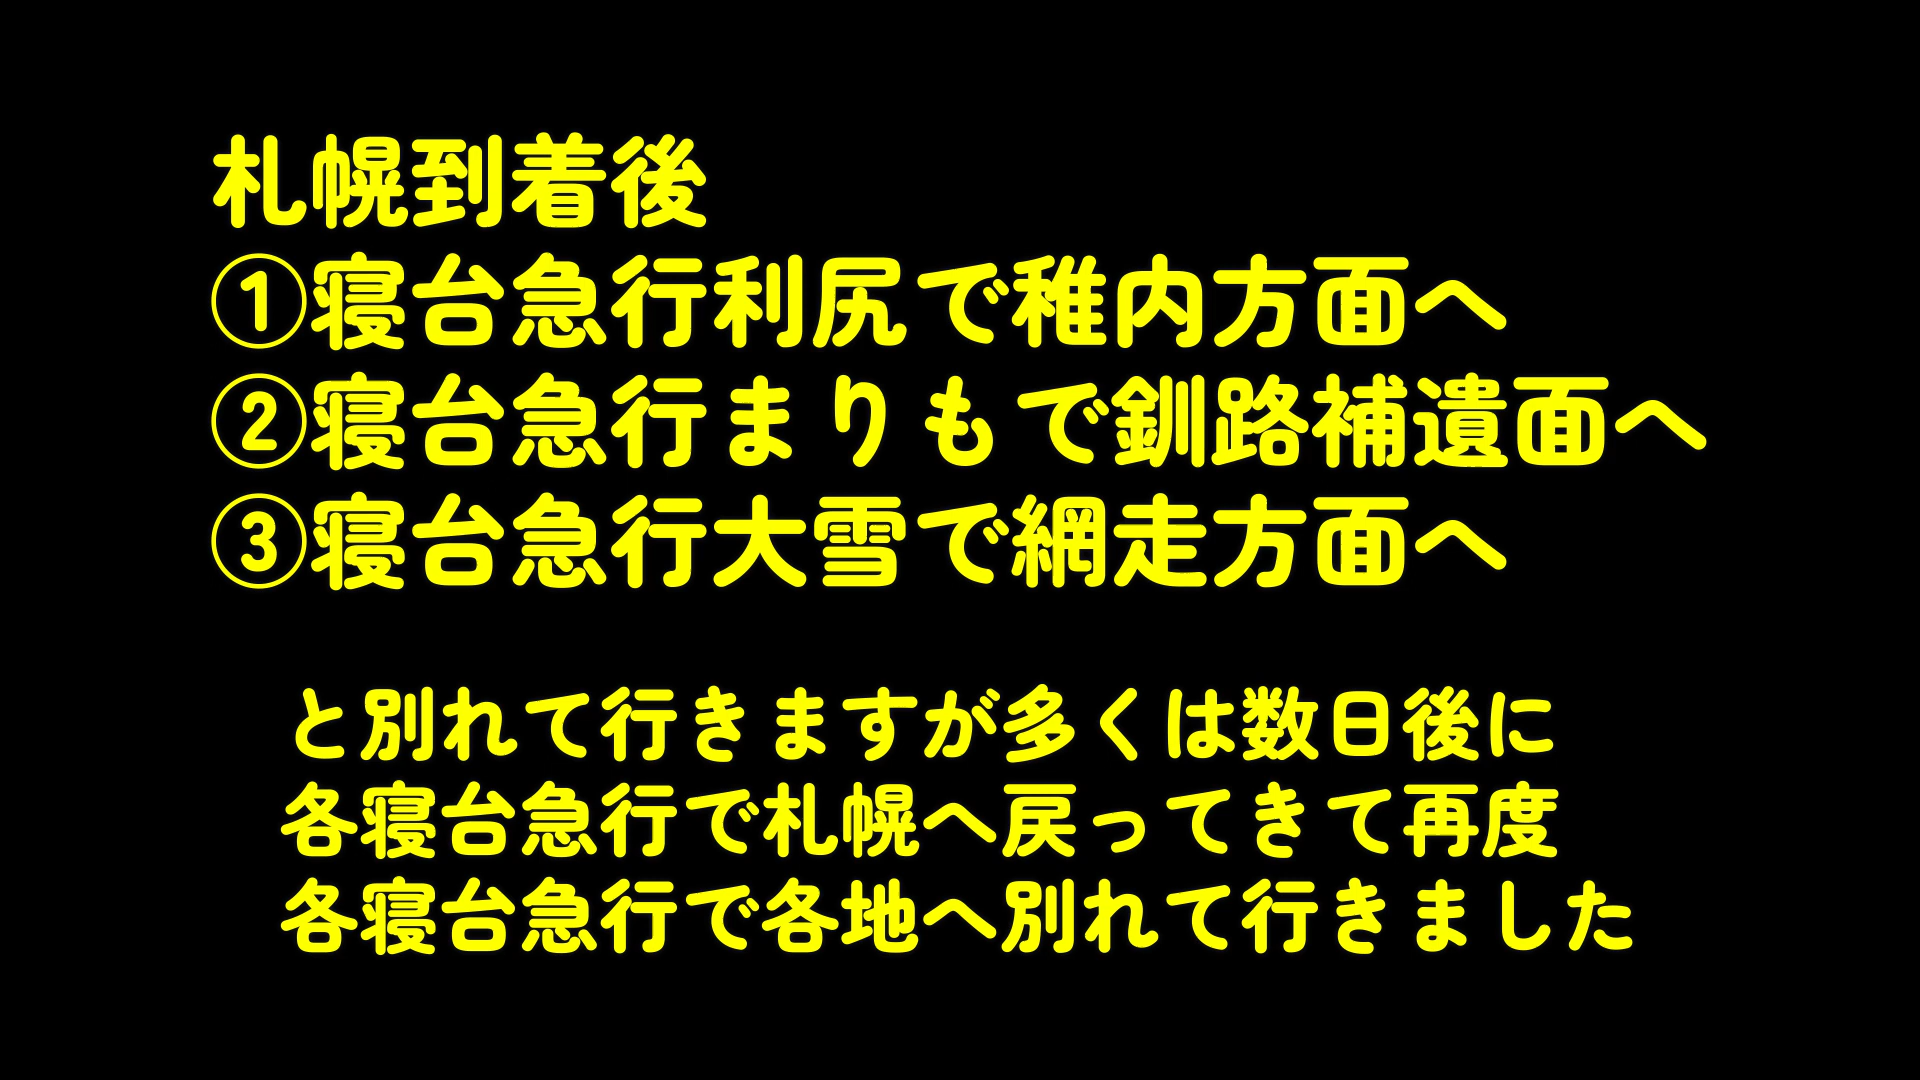 札幌到着後
①寝台急行利尻で稚内方面へ
②寝台急行まりもで釧路補遺面へ
③寝台急行大雪で網走方面へ
と別れて行きますが多くは数日後に
各寝台急行で札幌へ戻ってきて再度
各寝台急行で各地へ別れて行きました